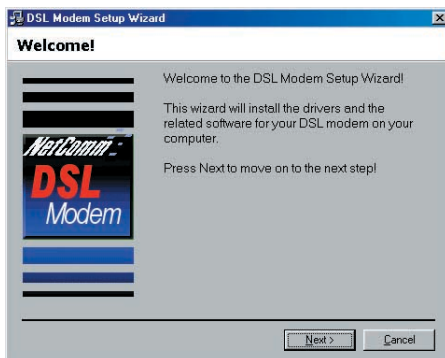 DSL Modem Setup Wizard
Welcome!
Welcome to the DSL Modem Setup Wizard!
This wizard will install the drivers and the
related software for your DSL modem on your
computer.
Press Next to move on to the next step!
NetComm
DSL
Modem
Next >
Cancel